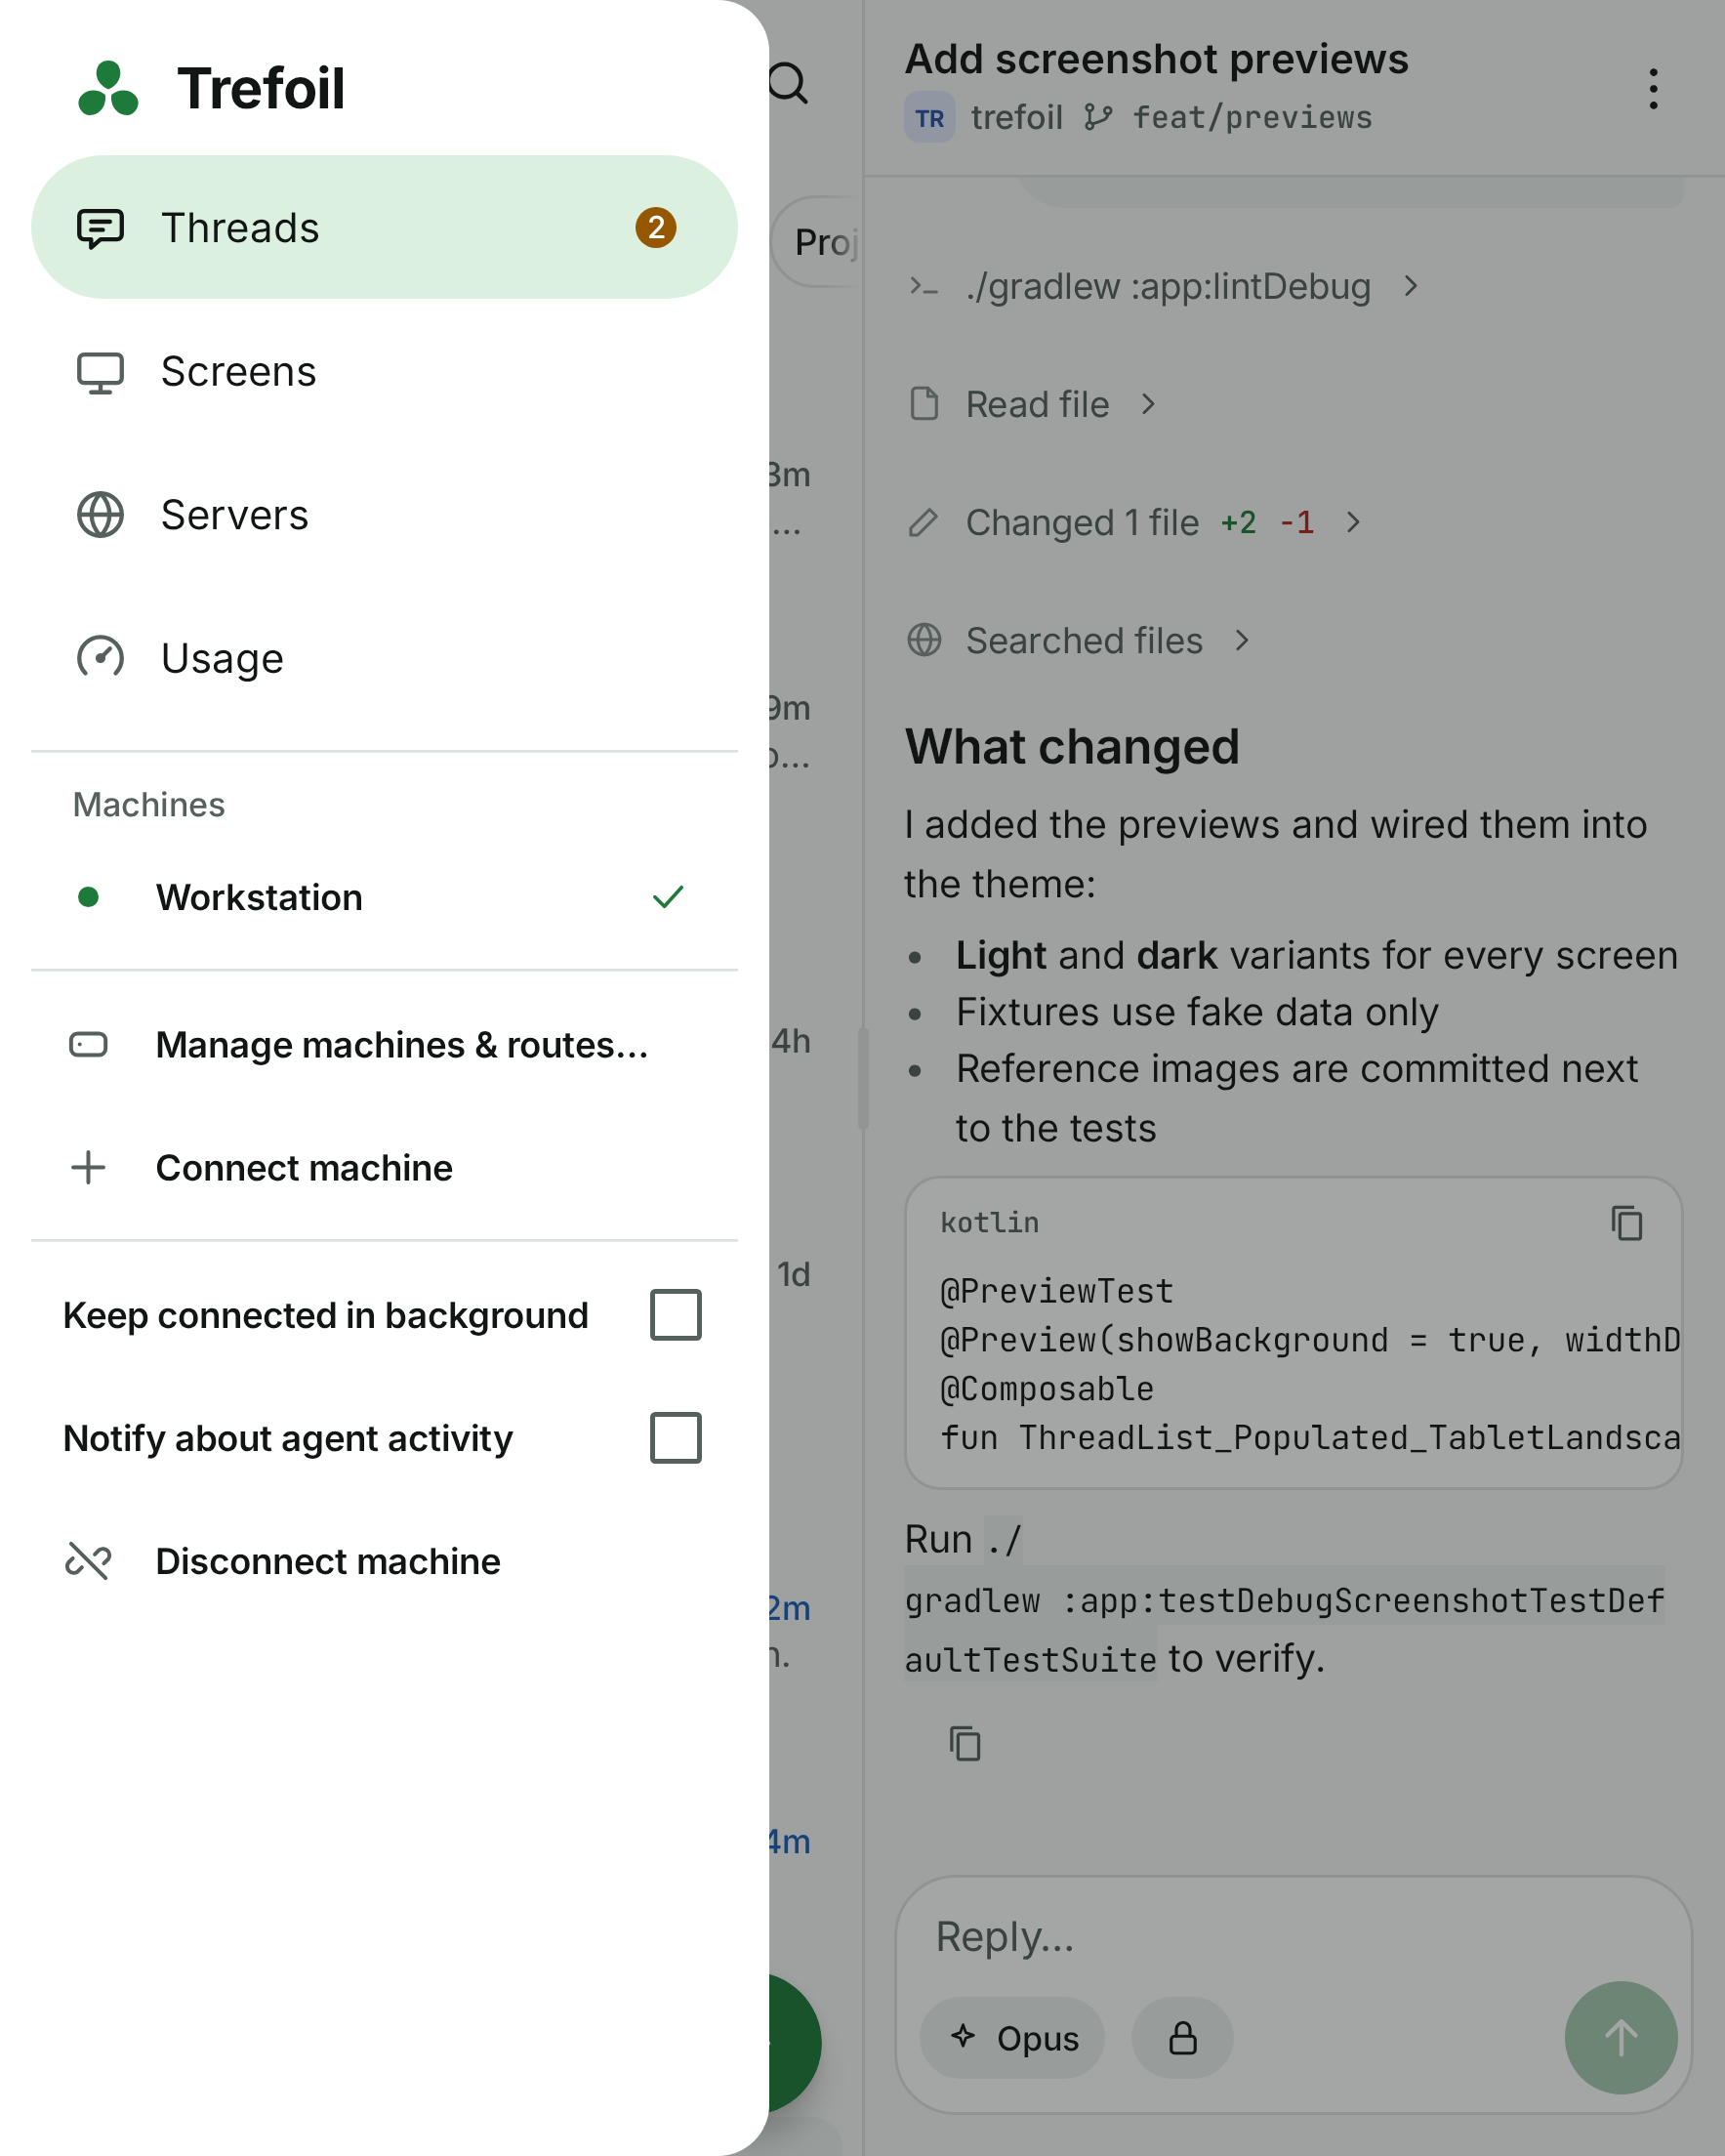 Trefoil
Threads
2
Screens
Servers
Usage
Machines
Workstation
Manage machines & routes...
Connect machine
Keep connected in background
Notify about agent activity
Disconnect machine
4h
1d
Add screenshot previews
TR trefoil feat/previews
./gradlew :app:lintDebug
Read file
Changed 1 file +2 -1
Searched files
What changed
I added the previews and wired them into
the theme:
• Light and dark variants for every screen
• Fixtures use fake data only
• Reference images are committed next
to the tests
kotlin
@PreviewTest
@Preview(showBackground = true, widthD
@Composable
fun ThreadList_Populated_TabletLandsca
Run ./
gradlew :app:testDebugScreenshotTestDef
aultTestSuite to verify.
Reply...
Opus